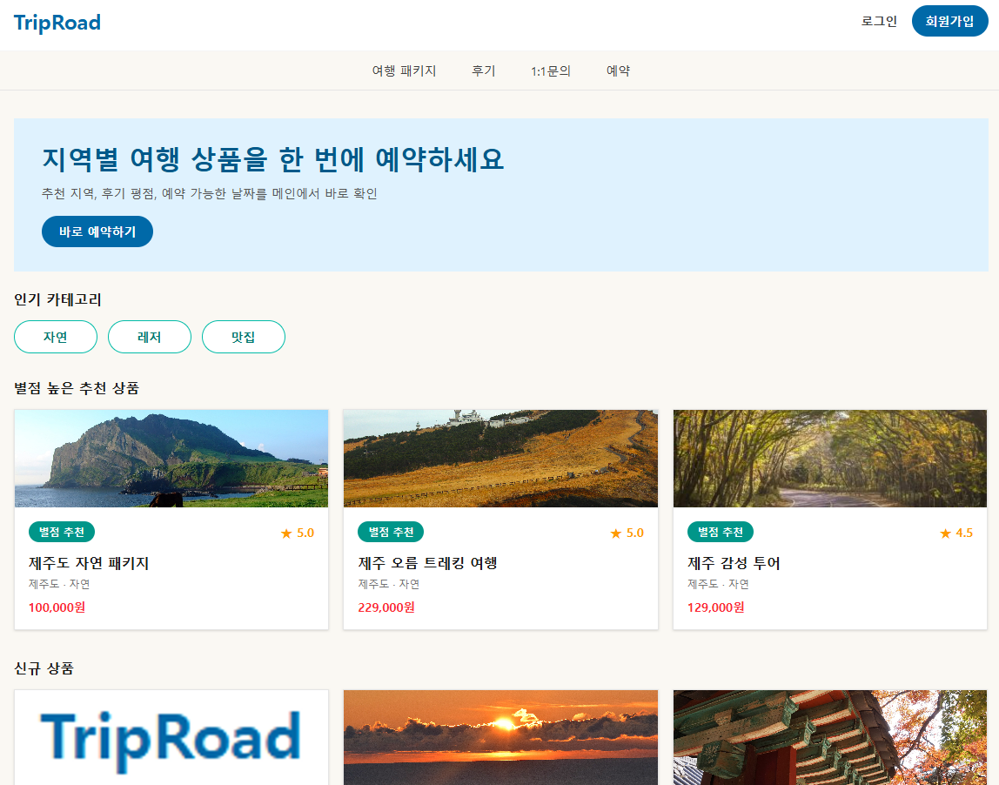 TripRoad
로그인
회원가입
여행 패키지
후기
1:1문의
예약
지역별 여행 상품을 한 번에 예약하세요
추천 지역, 후기 평점, 예약 가능한 날짜를 메인에서 바로 확인
바로 예약하기
인기 카테고리
자연
레저
맛집
별점 높은 추천 상품
별점 추천
★ 5.0
제주도 자연 패키지
제주도 · 자연
100,000원
별점 추천
★ 5.0
제주 오름 트레킹 여행
제주도 · 자연
229,000원
별점 추천
★ 4.5
제주 감성 투어
제주도 · 자연
129,000원
신규 상품
TripRoad